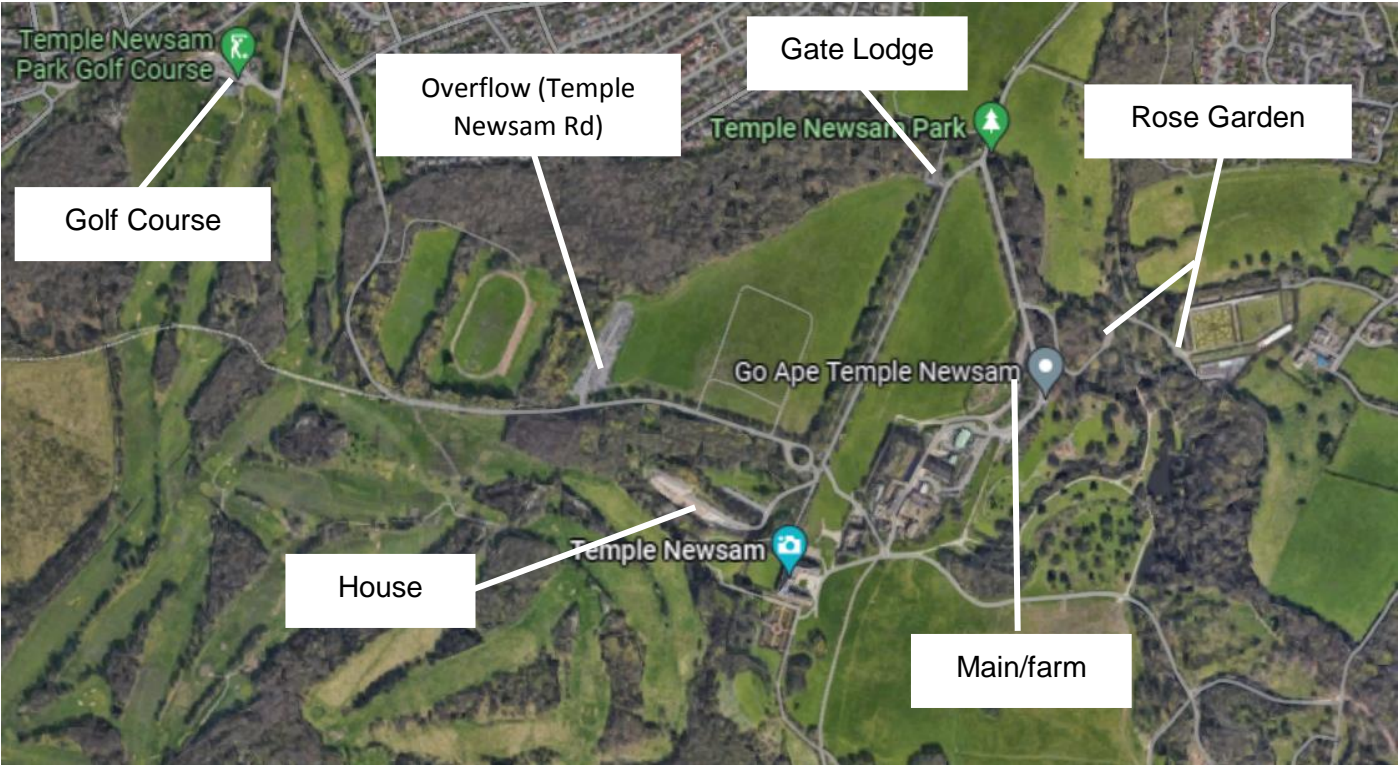 Temple Newsam
Park Golf Course
Overflow (Temple
Newsam Rd)
Gate Lodge
Temple Newsam Park
Rose Garden
Golf Course
Go Ape Temple Newsam
House
Temple Newsam
Main/farm